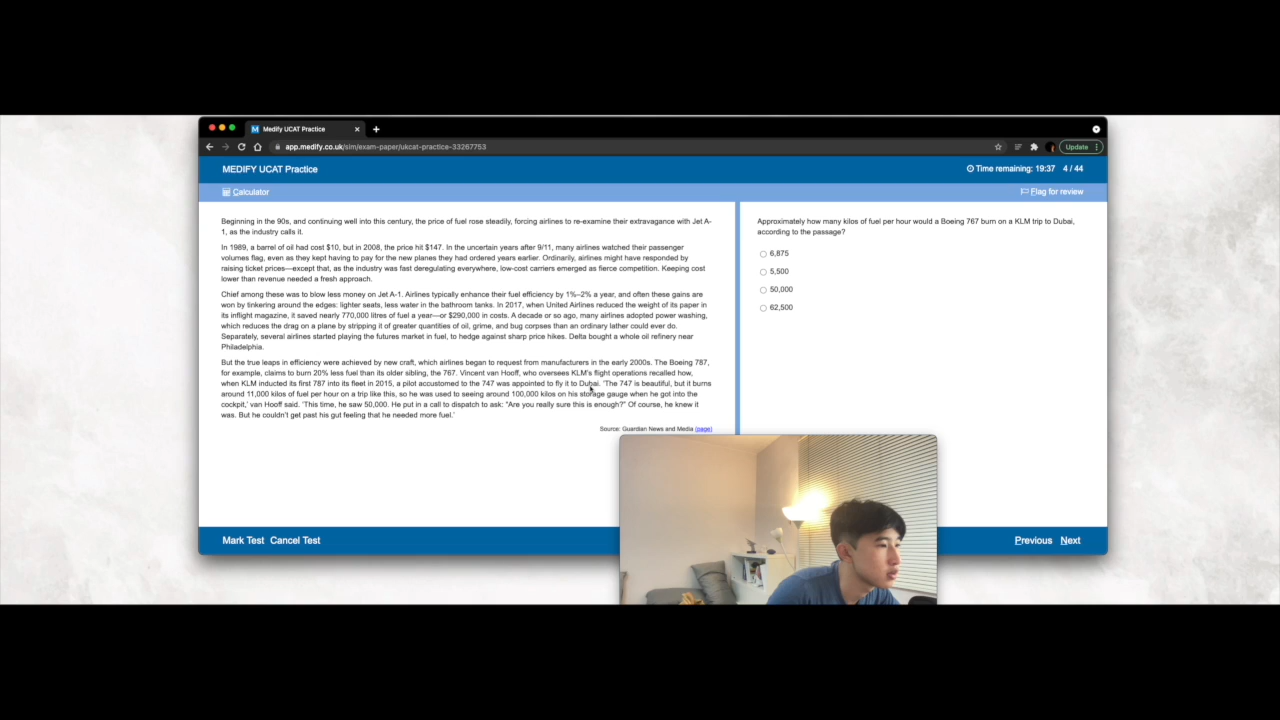 Medify UCAT Practice
app.medify.co.uk/sim/exam-paper/ukcat-practice-33267753
Update
MEDIFY UCAT Practice
Time remaining: 19:37
4 / 44
Calculator
Flag for review
Beginning in the 90s, and continuing well into this century, the price of fuel rose steadily, forcing airlines to re-examine their extravagance with Jet A-
1, as the industry calls it.
In 1989, a barrel of oil had cost $10, but in 2008, the price hit $147. In the uncertain years after 9/11, many airlines watched their passenger
volumes flag, even as they kept having to pay for the new planes they had ordered years earlier. Ordinarily, airlines might have responded by
raising ticket prices—except that, as the industry was fast deregulating everywhere, low-cost carriers emerged as fierce competition. Keeping cost
lower than revenue needed a fresh approach.
Chief among these was to blow less money on Jet A-1. Airlines typically enhance their fuel efficiency by 1%–2% a year, and often these gains are
won by tinkering around the edges: lighter seats, less water in the bathroom tanks. In 2017, when United Airlines reduced the weight of its paper in
its inflight magazine, it saved nearly 770,000 litres of fuel a year—or $290,000 in costs. A decade or so ago, many airlines adopted power washing,
which reduces the drag on a plane by stripping it of greater quantities of oil, grime, and bug corpses than an ordinary lather could ever do.
Separately, several airlines started playing the futures market in fuel, to hedge against sharp price hikes. Delta bought a whole oil refinery near
Philadelphia.
But the true leaps in efficiency were achieved by new craft, which airlines began to request from manufacturers in the early 2000s. The Boeing 787,
for example, claims to burn 20% less fuel than its older sibling, the 767. Vincent van Hooff, who oversees KLM's flight operations recalled how,
when KLM inducted its first 787 into its fleet in 2015, a pilot accustomed to the 747 was appointed to fly it to Dubai. 'The 747 is beautiful, but it burns
around 11,000 kilos of fuel per hour on a trip like this, so he was used to seeing around 100,000 kilos on his storage gauge when he got into the
cockpit,' van Hooff said. 'This time, he saw 50,000. He put in a call to dispatch to ask: "Are you really sure this is enough?" Of course, he knew it
was. But he couldn't get past his gut feeling that he needed more fuel.'
Source: Guardian News and Media (page)
Approximately how many kilos of fuel per hour would a Boeing 767 burn on a KLM trip to Dubai,
according to the passage?
6,875
5,500
50,000
62,500
Mark Test Cancel Test
Previous Next